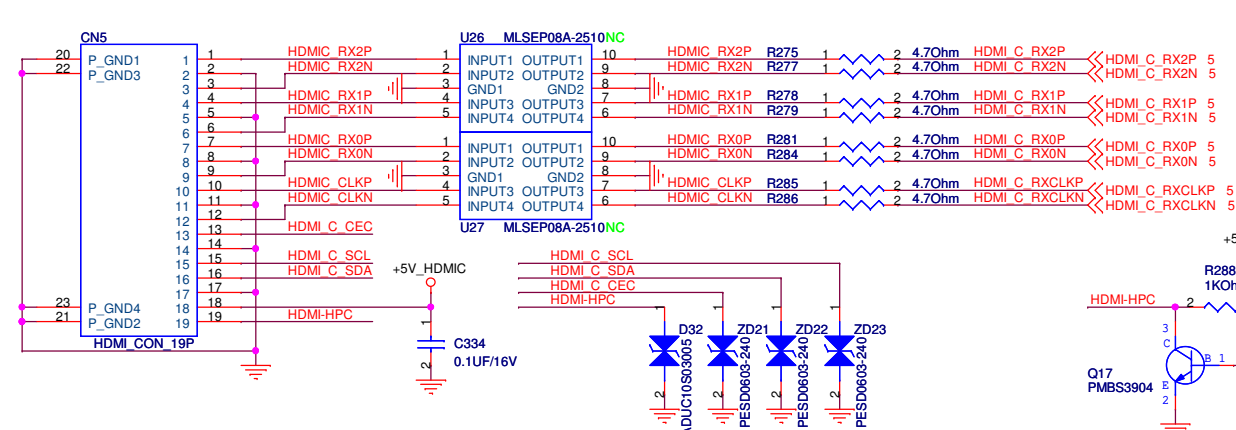 CN5
20 P_GND1
22 P_GND3
23 P_GND4
21 P_GND2
1 1 HDMIC_RX2P
2 2 HDMIC_RX2N
3 3
4 4 HDMIC_RX1P
5 5 HDMIC_RX1N
6 6
7 7 HDMIC_RX0P
8 8 HDMIC_RX0N
9 9
10 10 HDMIC_CLKP
11 11 HDMIC_CLKN
12 12
13 13 HDMI_C_CEC
14 14
15 15 HDMI_C_SCL
16 16 HDMI_C_SDA
17 17
18 18
19 19 HDMI-HPC
HDMI_CON_19P
+5V_HDMIC
1
C334
0.1UF/16V
2
U26 MLSEP08A-2510NC
1 INPUT1 OUTPUT1 10
2 INPUT2 OUTPUT2 9
3 GND1 GND2 8
4 INPUT3 OUTPUT3 7
5 INPUT4 OUTPUT4 6
1 INPUT1 OUTPUT1 10
2 INPUT2 OUTPUT2 9
3 GND1 GND2 8
4 INPUT3 OUTPUT3 7
5 INPUT4 OUTPUT4 6
U27 MLSEP08A-2510NC
HDMIC_RX2P R275 1 2 4.7Ohm HDMI_C_RX2P HDMI_C_RX2P 5
HDMIC_RX2N R277 1 2 4.7Ohm HDMI_C_RX2N HDMI_C_RX2N 5
HDMIC_RX1P R278 1 2 4.7Ohm HDMI_C_RX1P HDMI_C_RX1P 5
HDMIC_RX1N R279 1 2 4.7Ohm HDMI_C_RX1N HDMI_C_RX1N 5
HDMIC_RX0P R281 1 2 4.7Ohm HDMI_C_RX0P HDMI_C_RX0P 5
HDMIC_RX0N R284 1 2 4.7Ohm HDMI_C_RX0N HDMI_C_RX0N 5
HDMIC_CLKP R285 1 2 4.7Ohm HDMI_C_RXCLKP HDMI_C_RXCLKP 5
HDMIC_CLKN R286 1 2 4.7Ohm HDMI_C_RXCLKN HDMI_C_RXCLKN 5
HDMI_C_SCL
HDMI_C_SDA
HDMI_C_CEC
HDMI-HPC
1 1 1 1
D32 ZD21 ZD22 ZD23
2 2 2 2
ADUC10S03005
PESD0603-240
PESD0603-240
PESD0603-240
+5
R288
1KOh
HDMI-HPC 2
3
C
B 1
Q17
PMBS3904
E
2